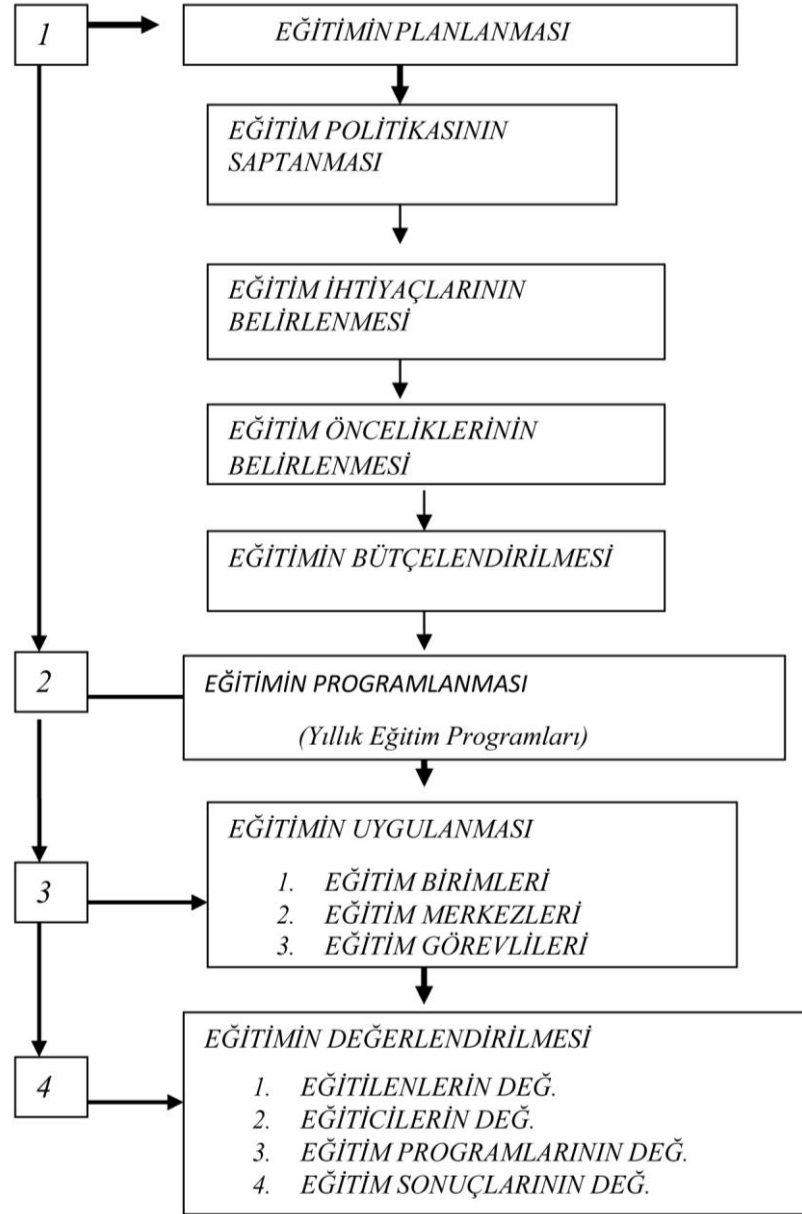 1
EĞİTİMİN PLANLANMASI
EĞİTİM POLİTİKASININ
SAPTANMASI
EĞİTİM İHTİYAÇLARININ
BELİRLENMESİ
EĞİTİM ÖNCELİKLERİNİN
BELİRLENMESİ
EĞİTİMİN BÜTÇELENDİRİLMESİ
2
EĞİTİMİN PROGRAMLANMASI
(Yıllık Eğitim Programları)
3
EĞİTİMİN UYGULANMASI
1. EĞİTİM BİRİMLERİ
2. EĞİTİM MERKEZLERİ
3. EĞİTİM GÖREVLİLERİ
4
EĞİTİMİN DEĞERLENDİRİLMESİ
1. EĞİTİLENLERİN DEĞ.
2. EĞİTİCİLERİN DEĞ.
3. EĞİTİM PROGRAMLARININ DEĞ.
4. EĞİTİM SONUÇLARININ DEĞ.